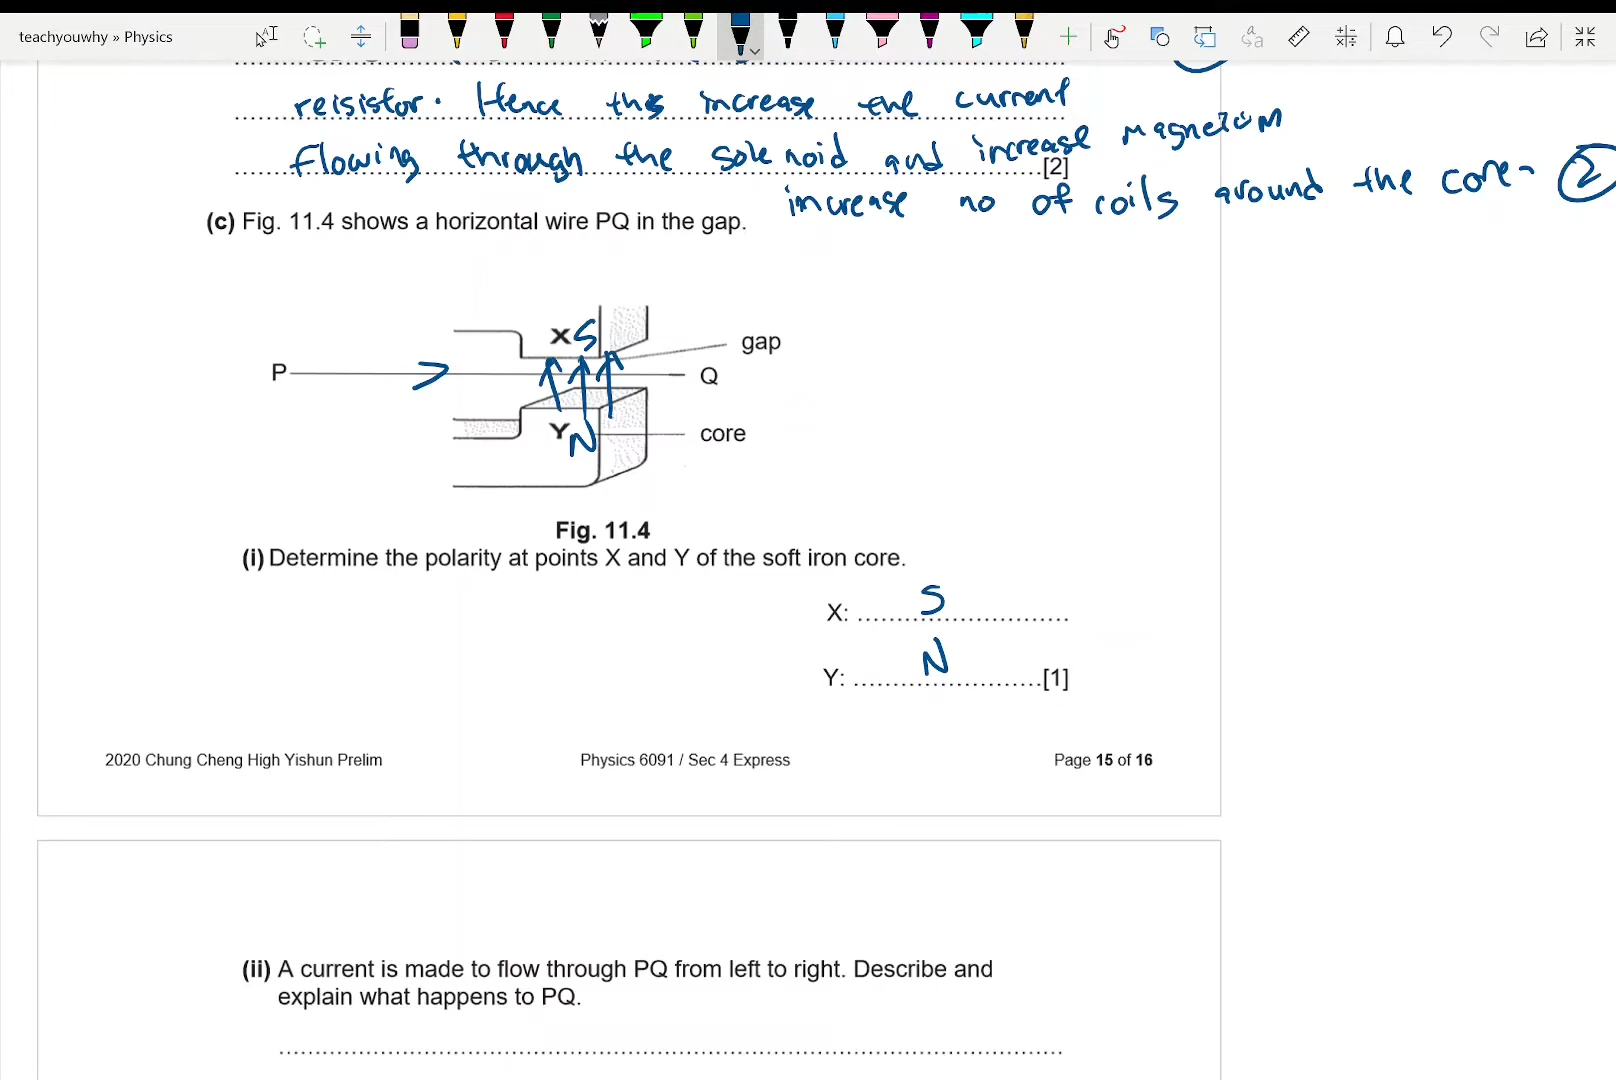 teachyouwhy » Physics
reisistor. Hence this increase the current
flowing through the solenoid and increase magnetism
[2]
increase no of coils around the core. 2
(c) Fig. 11.4 shows a horizontal wire PQ in the gap.
X S
gap
P
Q
Y N
core
Fig. 11.4
(i) Determine the polarity at points X and Y of the soft iron core.
X: S
Y: N [1]
2020 Chung Cheng High Yishun Prelim Physics 6091 / Sec 4 Express Page 15 of 16
(ii) A current is made to flow through PQ from left to right. Describe and
explain what happens to PQ.